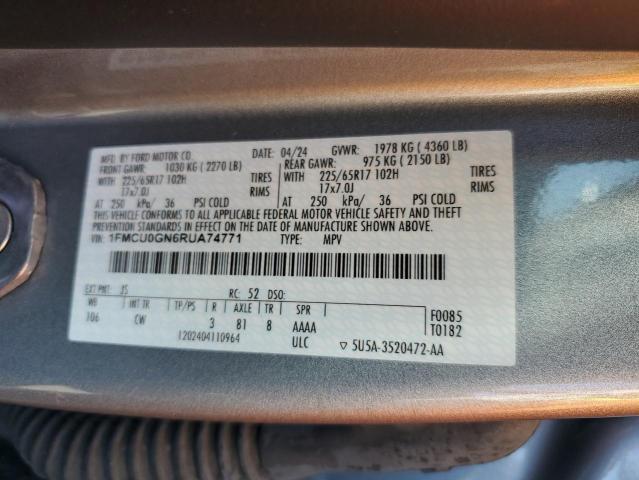 MFD. BY FORD MOTOR CO. DATE: 04/24 GVWR: 1978 KG ( 4360 LB)
FRONT GAWR: 1030 KG ( 2270 LB) REAR GAWR: 975 KG ( 2150 LB)
WITH 225/65R17 102H TIRES WITH 225/65R17 102H TIRES
17x7.0J RIMS 17x7.0J RIMS
AT 250 kPa/ 36 PSI COLD AT 250 kPa/ 36 PSI COLD
THIS VEHICLE CONFORMS TO ALL APPLICABLE FEDERAL MOTOR VEHICLE SAFETY AND THEFT
PREVENTION STANDARDS IN EFFECT ON THE DATE OF MANUFACTURE SHOWN ABOVE.
VIN: 1FMCU0GN6RUA74771 TYPE: MPV
EXT PNT: JS RC: 52 DSO:
WB INT TR TP/PS R AXLE TR SPR F0085
106 CW 3 81 8 AAAA T0182
1202404110964 ULC ▽ 5U5A-3520472-AA